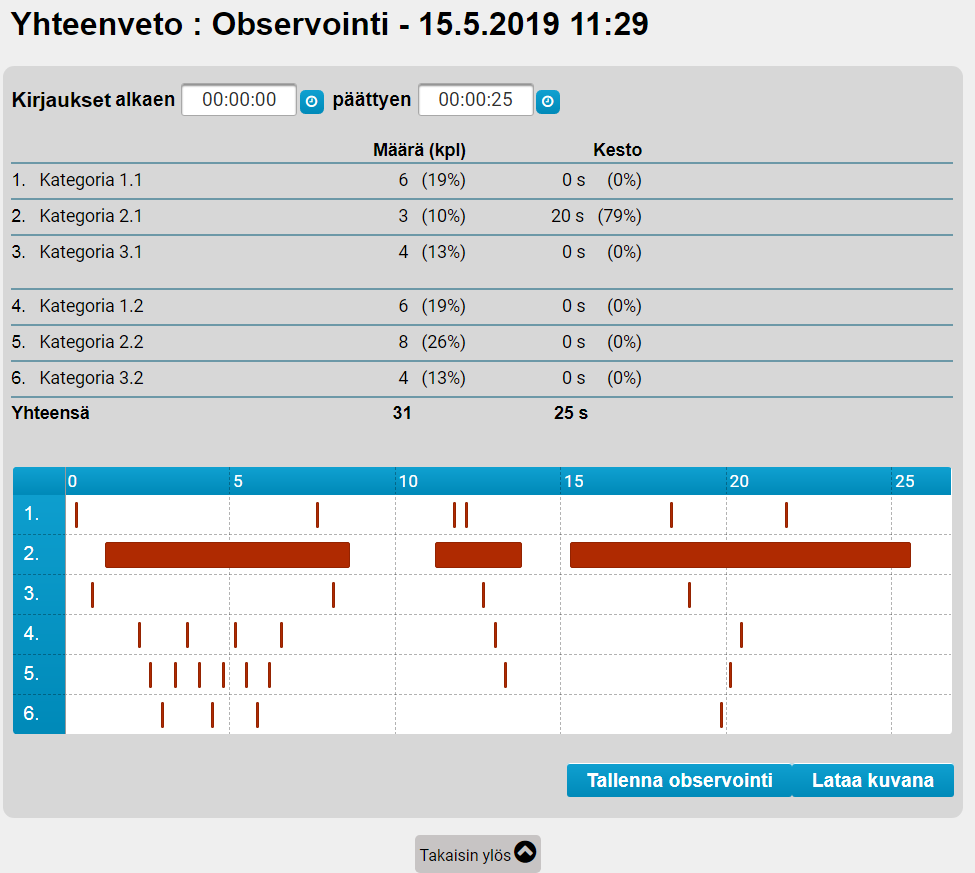 Yhteenveto : Observointi - 15.5.2019 11:29
Kirjaukset alkaen 00:00:00 päättyen 00:00:25
Määrä (kpl) Kesto
1. Kategoria 1.1 6 (19%) 0 s (0%)
2. Kategoria 2.1 3 (10%) 20 s (79%)
3. Kategoria 3.1 4 (13%) 0 s (0%)
4. Kategoria 1.2 6 (19%) 0 s (0%)
5. Kategoria 2.2 8 (26%) 0 s (0%)
6. Kategoria 3.2 4 (13%) 0 s (0%)
Yhteensä 31 25 s
0 5 10 15 20 25
1.
2.
3.
4.
5.
6.
Tallenna observointi Lataa kuvana
Takaisin ylös